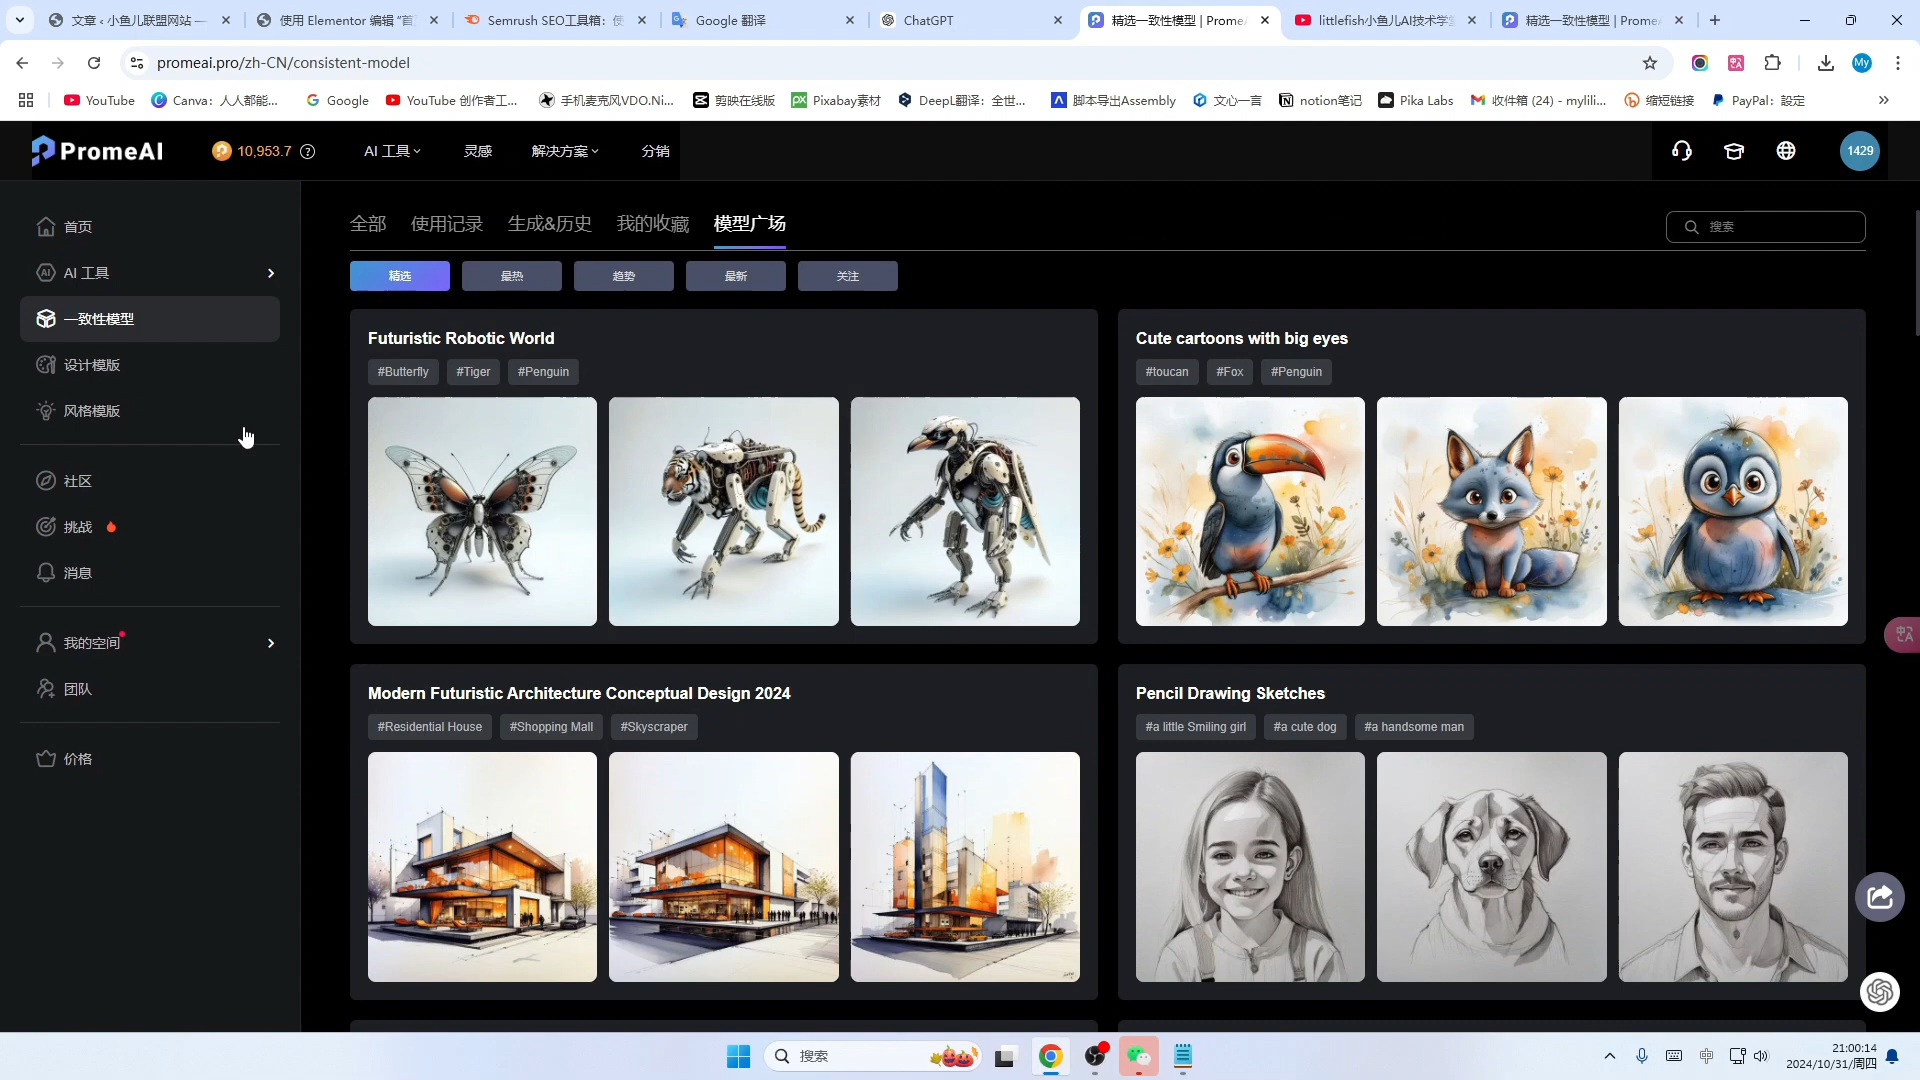 文章 ‹ 小鱼儿联盟网站 —
使用 Elementor 编辑 “首
Semrush SEO工具箱：使
Google 翻译
ChatGPT
精选一致性模型 | PromeA
littlefish小鱼儿AI技术学
精选一致性模型 | PromeA
promeai.pro/zh-CN/consistent-model
My
YouTube
Canva：人人都能...
Google
YouTube 创作者工...
手机麦克风VDO.Ni...
剪映在线版
Pixabay素材
DeepL翻译：全世...
脚本导出Assembly
文心一言
notion笔记
Pika Labs
收件箱 (24) - mylili...
缩短链接
PayPal：設定
PromeAI
10,953.7
AI 工具
灵感
解决方案
分销
1429
首页
AI 工具
一致性模型
设计模版
风格模版
社区
挑战
消息
我的空间
团队
价格
全部
使用记录
生成&历史
我的收藏
模型广场
搜索
精选
最热
趋势
最新
关注
Futuristic Robotic World
#Butterfly
#Tiger
#Penguin
Cute cartoons with big eyes
#toucan
#Fox
#Penguin
Modern Futuristic Architecture Conceptual Design 2024
#Residential House
#Shopping Mall
#Skyscraper
Pencil Drawing Sketches
#a little Smiling girl
#a cute dog
#a handsome man
搜索
中
21:00:14
2024/10/31/周四